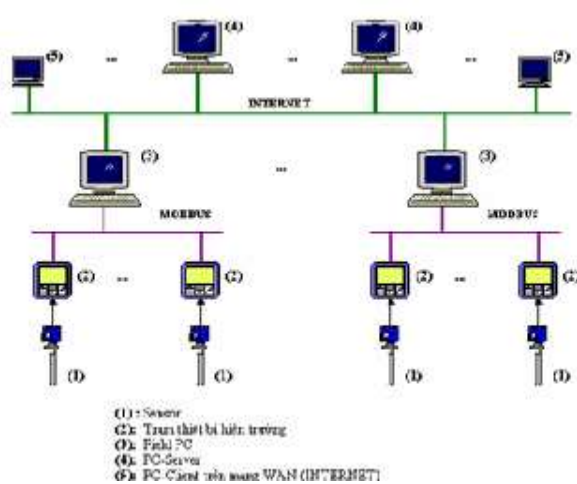 (4) (4)
(5) ... ... ... (5)
INTERNET
(3) ... (3)
MODBUS MODBUS
(2) ... (2) (2) ... (2)
(1) (1) (1) (1)
(1): Sensor
(2): Trạm thiết bị hiện trường
(3): Field PC
(4): PC-Server
(5): PC-Client trên mạng WAN (INTERNET)